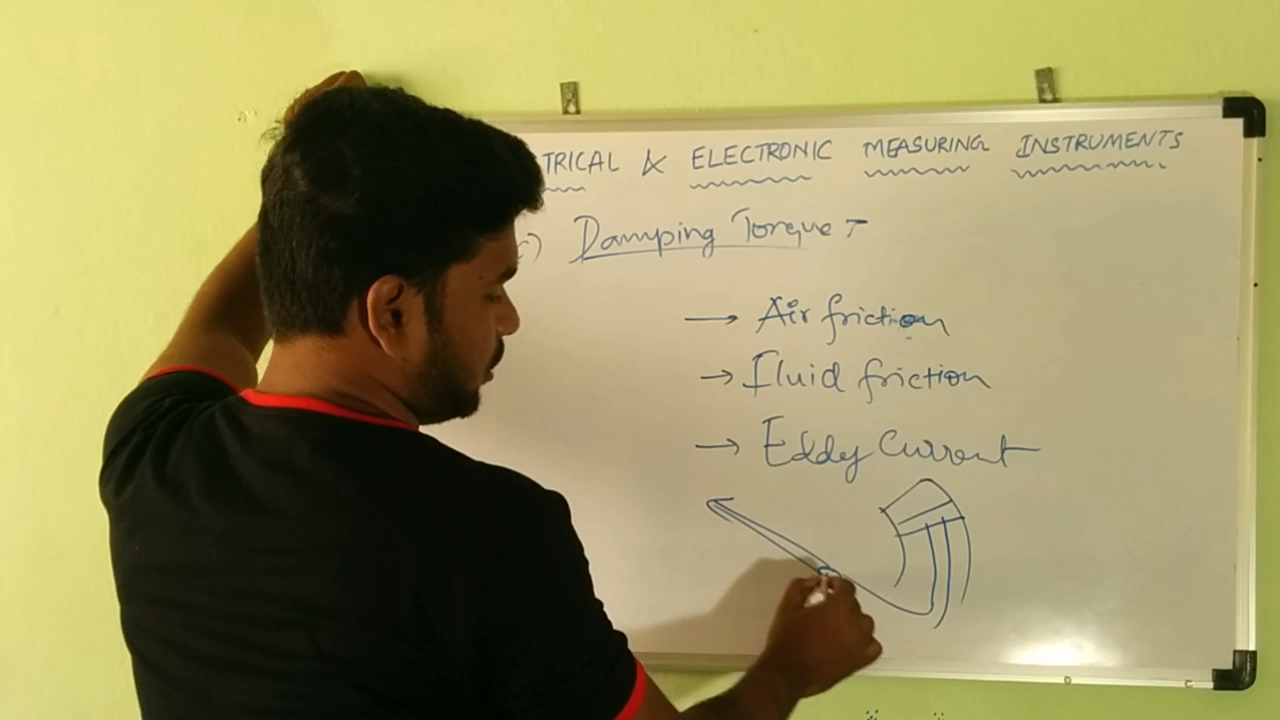 TRICAL & ELECTRONIC MEASURING INSTRUMENTS
) Damping Torque :-
→ Air friction
→ Fluid friction
→ Eddy Current